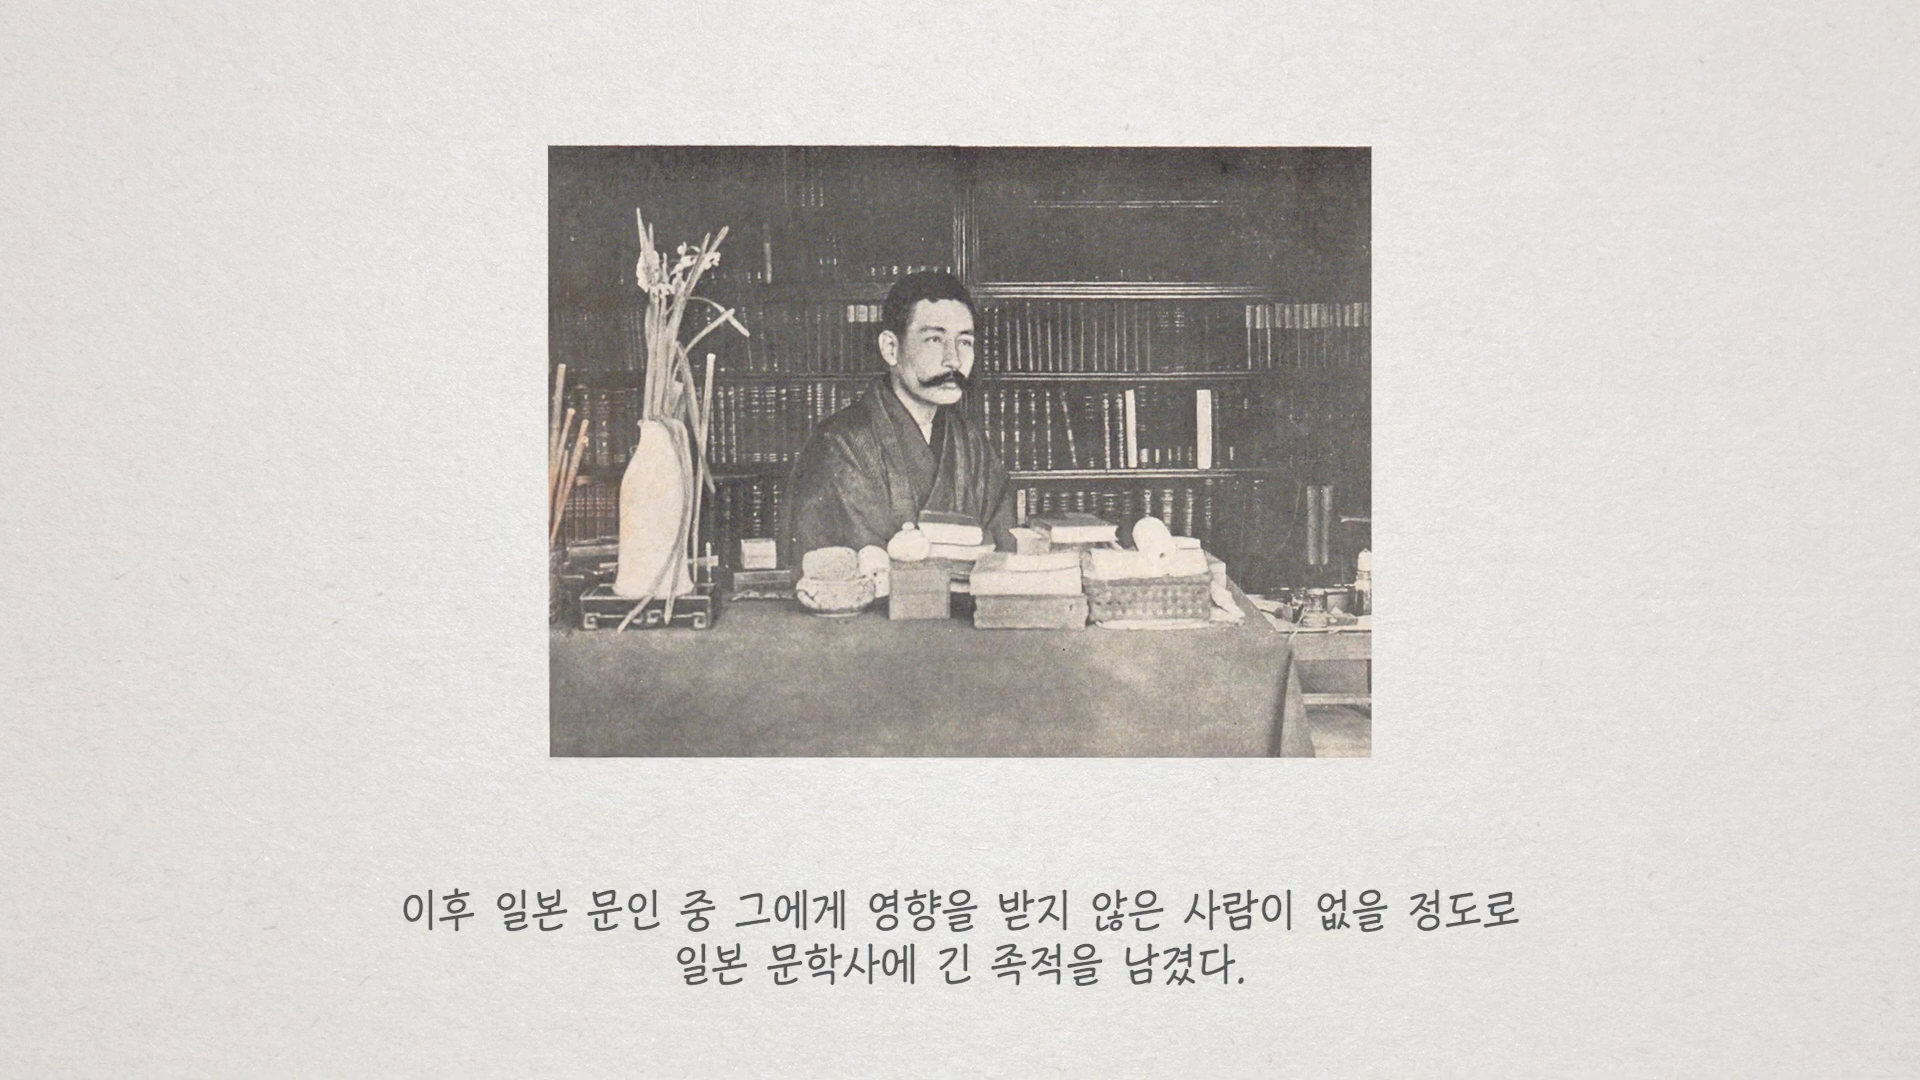 이후 일본 문인 중 그에게 영향을 받지 않은 사람이 없을 정도로
일본 문학사에 긴 족적을 남겼다.